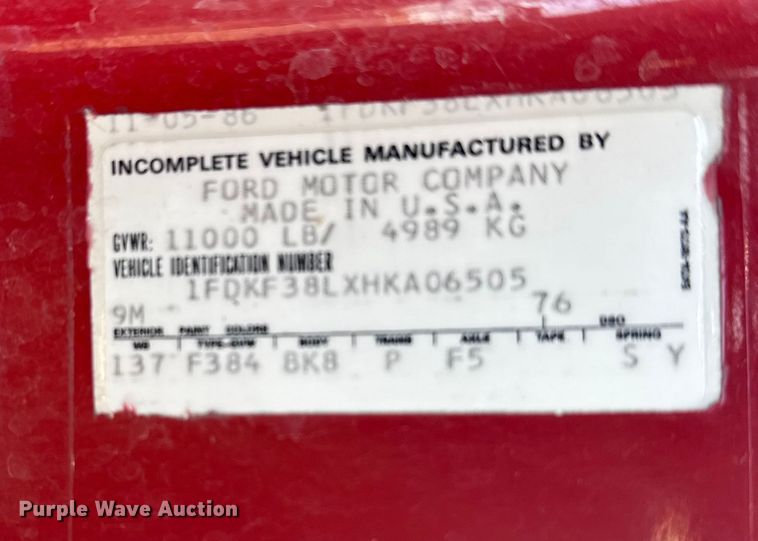 11-05-86 1FDKF38LXHKA06505
INCOMPLETE VEHICLE MANUFACTURED BY
FORD MOTOR COMPANY
MADE IN U.S.A.
GVWR: 11000 LB/ 4989 KG
VEHICLE IDENTIFICATION NUMBER
1FDKF38LXHKA06505
9M 76
EXTERIOR PAINT COLORS DSO
WB TYPE-GVW BODY TRANS AXLE TAPE SPRING
137 F384 BK8 P F5 S Y
Purple Wave Auction